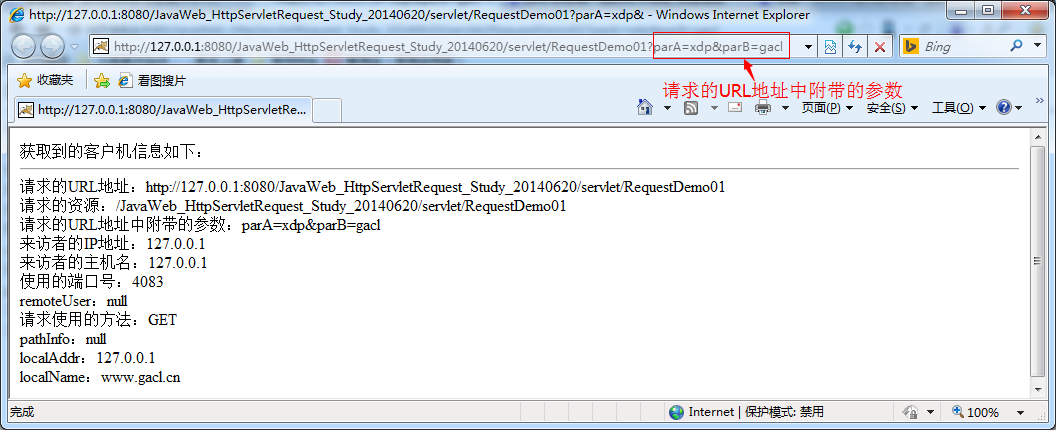 http://127.0.0.1:8080/JavaWeb_HttpServletRequest_Study_20140620/servlet/RequestDemo01?parA=xdp& - Windows Internet Explorer
http://127.0.0.1:8080/JavaWeb_HttpServletRequest_Study_20140620/servlet/RequestDemo01?parA=xdp&parB=gacl
Bing
收藏夹
看图搜片
请求的URL地址中附带的参数
http://127.0.0.1:8080/JavaWeb_HttpServletRe...
页面(P)
安全(S)
工具(O)
获取到的客户机信息如下：
请求的URL地址：http://127.0.0.1:8080/JavaWeb_HttpServletRequest_Study_20140620/servlet/RequestDemo01
请求的资源：/JavaWeb_HttpServletRequest_Study_20140620/servlet/RequestDemo01
请求的URL地址中附带的参数：parA=xdp&parB=gacl
来访者的IP地址：127.0.0.1
来访者的主机名：127.0.0.1
使用的端口号：4083
remoteUser：null
请求使用的方法：GET
pathInfo：null
localAddr：127.0.0.1
localName：www.gacl.cn
完成
Internet | 保护模式: 禁用
100%